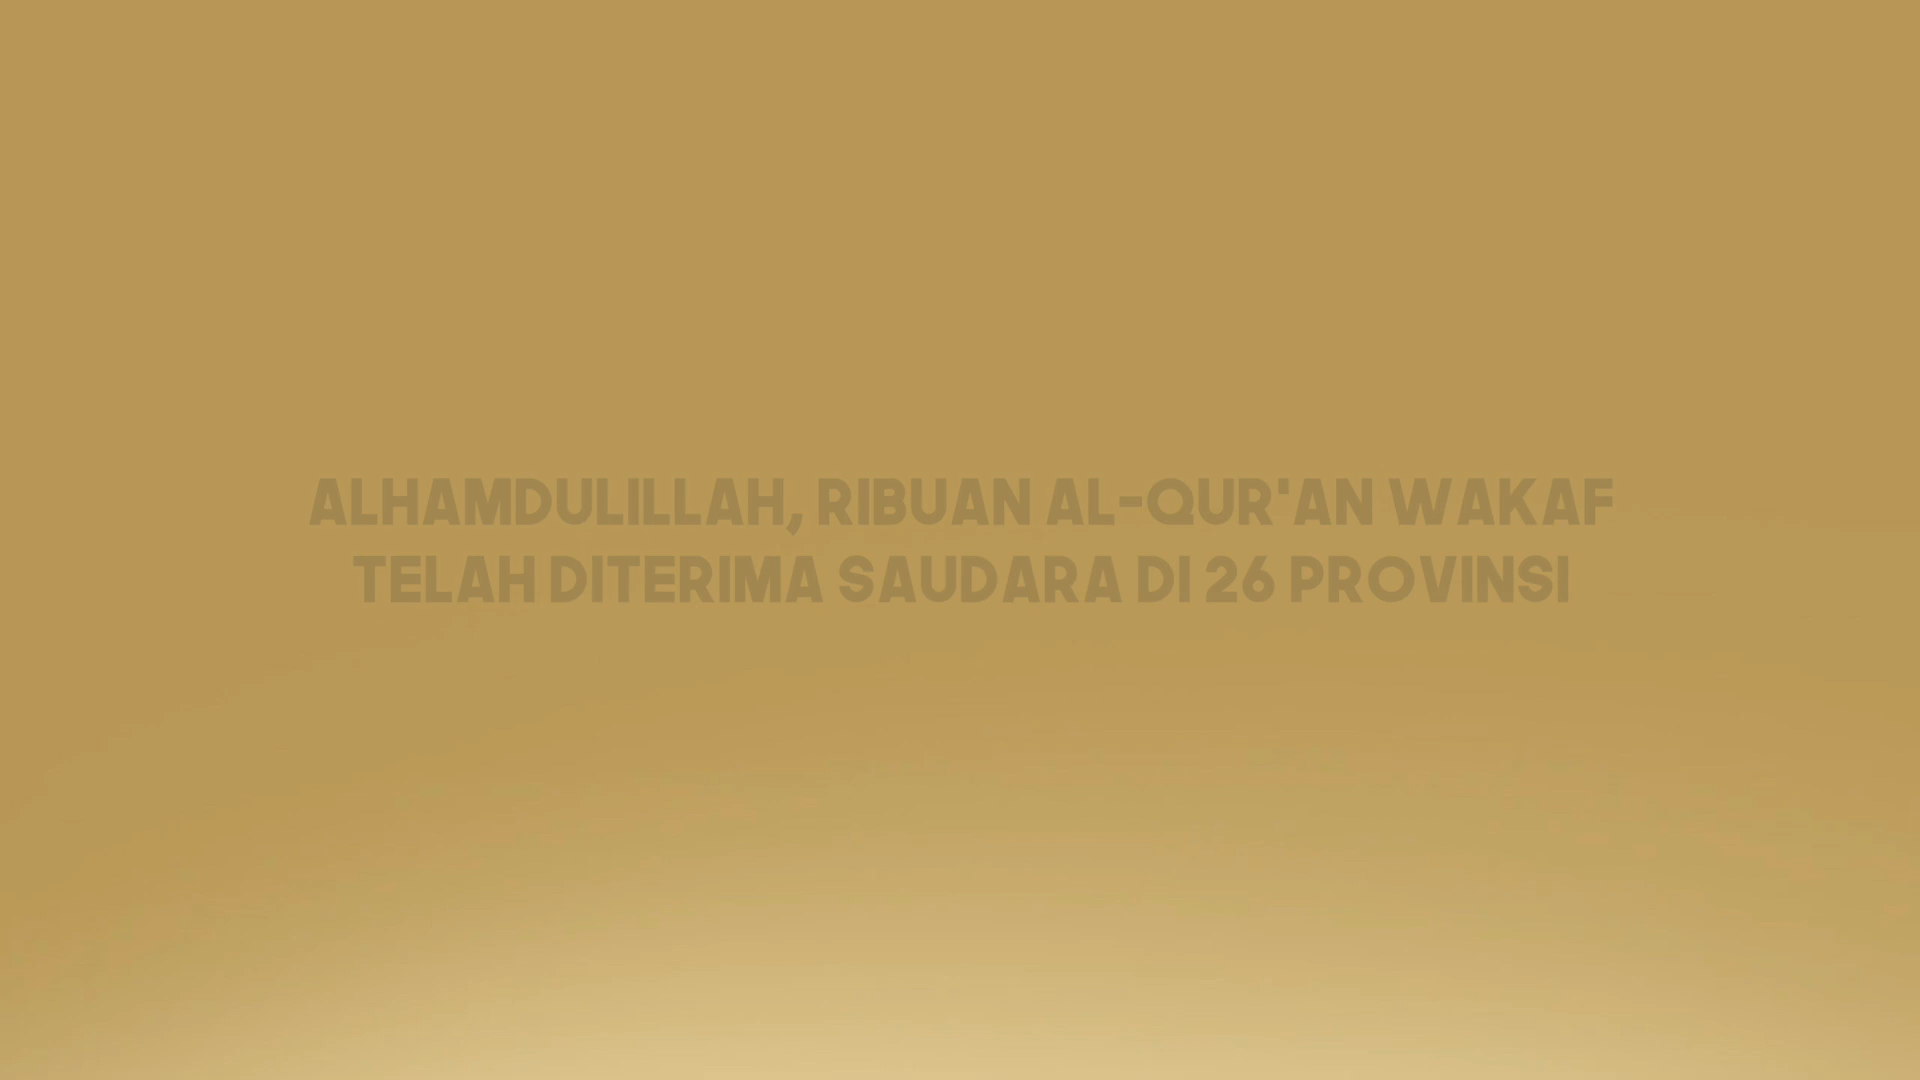 ALHAMDULILLAH, RIBUAN AL-QUR'AN WAKAF
TELAH DITERIMA SAUDARA DI 26 PROVINSI